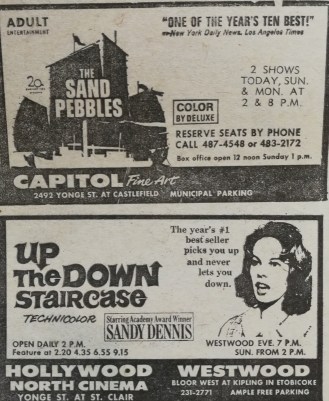 ADULT
ENTERTAINMENT
"ONE OF THE YEAR'S TEN BEST!"
—New York Daily News, Los Angeles Times
20
THE
SAND
PEBBLES
2 SHOWS
TODAY, SUN.
& MON. AT
2 & 8 P.M.
COLOR
BY DELUXE
RESERVE SEATS BY PHONE
CALL 487-4548 or 483-2172
Box office open 12 noon Sunday 1 p.m.
CAPITOL Fine Art
2492 YONGE ST. AT CASTLEFIELD MUNICIPAL PARKING
UP
THE DOWN
STAIRCASE
TECHNICOLOR
Starring Academy Award Winner
SANDY DENNIS
The year's #1
best seller
picks you up
and never
lets you
down.
OPEN DAILY 2 P.M.
Feature at 2.20 4.35 6.55 9.15
WESTWOOD EVE. 7 P.M.
SUN. FROM 2 P.M.
HOLLYWOOD
NORTH CINEMA
YONGE ST. AT ST. CLAIR
WESTWOOD
BLOOR WEST AT KIPLING IN ETOBICOKE
231-2771 AMPLE FREE PARKING